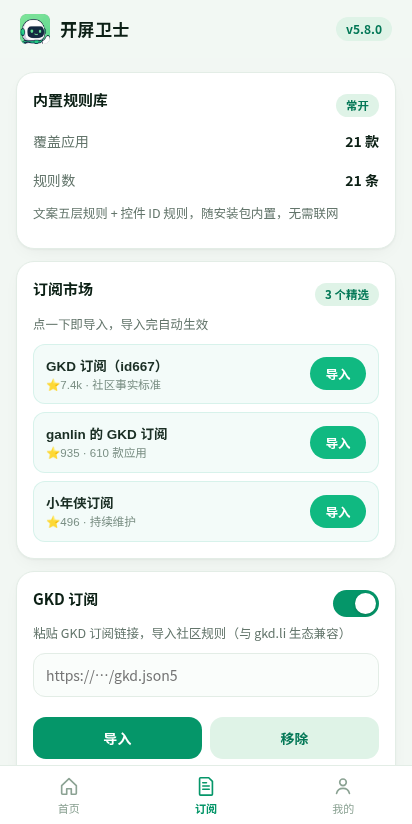 开屏卫士
v5.8.0
内置规则库
常开
覆盖应用
21 款
规则数
21 条
文案五层规则 + 控件 ID 规则，随安装包内置，无需联网
订阅市场
3 个精选
点一下即导入，导入完自动生效
GKD 订阅（id667）
⭐7.4k · 社区事实标准
导入
ganlin 的 GKD 订阅
⭐935 · 610 款应用
导入
小年侠订阅
⭐496 · 持续维护
导入
GKD 订阅
粘贴 GKD 订阅链接，导入社区规则（与 gkd.li 生态兼容）
https://···/gkd.json5
导入
移除
首页
订阅
我的